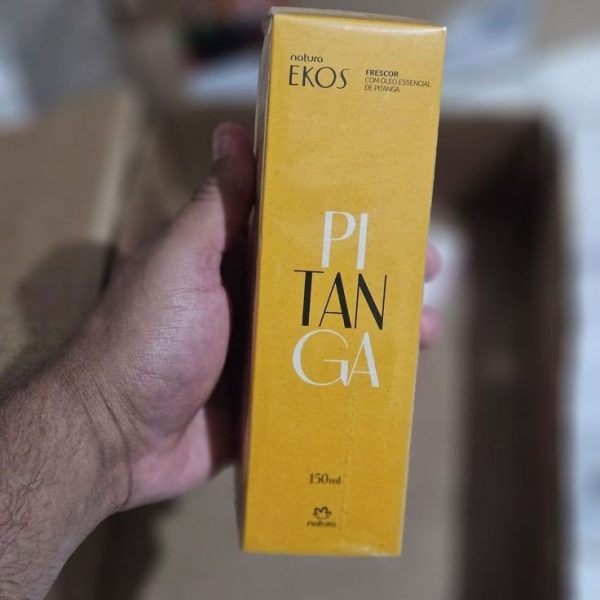 natura
EKOS
FRESCOR
COM ÓLEO ESSENCIAL
DE PITANGA
PI
TAN
GA
150ml
natura